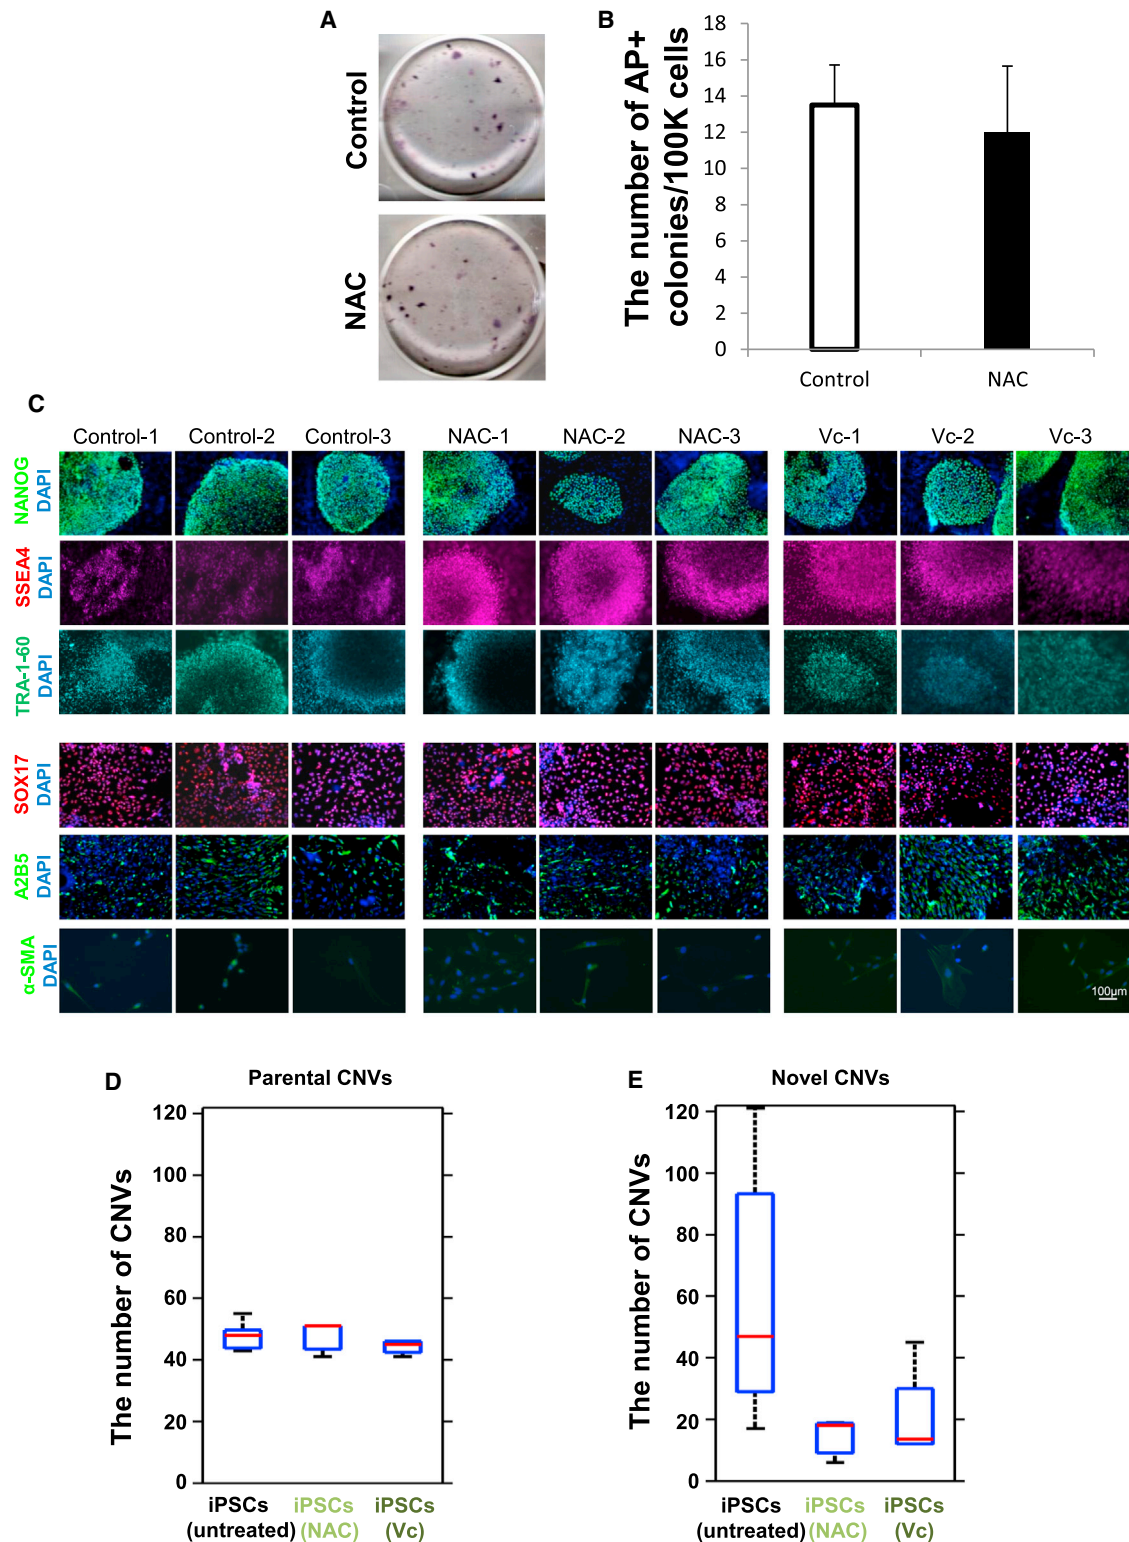 A
Control
NAC
B
The number of AP+
colonies/100K cells
18
16
14
12
10
8
6
4
2
0
Control
NAC
C
Control-1
Control-2
Control-3
NAC-1
NAC-2
NAC-3
Vc-1
Vc-2
Vc-3
NANOG
DAPI
SSEA4
DAPI
TRA-1-60
DAPI
SOX17
DAPI
A2B5
DAPI
α-SMA
DAPI
100µm
D
Parental CNVs
The number of CNVs
120
100
80
60
40
20
0
iPSCs
(untreated)
iPSCs
(NAC)
iPSCs
(Vc)
E
Novel CNVs
The number of CNVs
120
100
80
60
40
20
0
iPSCs
(untreated)
iPSCs
(NAC)
iPSCs
(Vc)